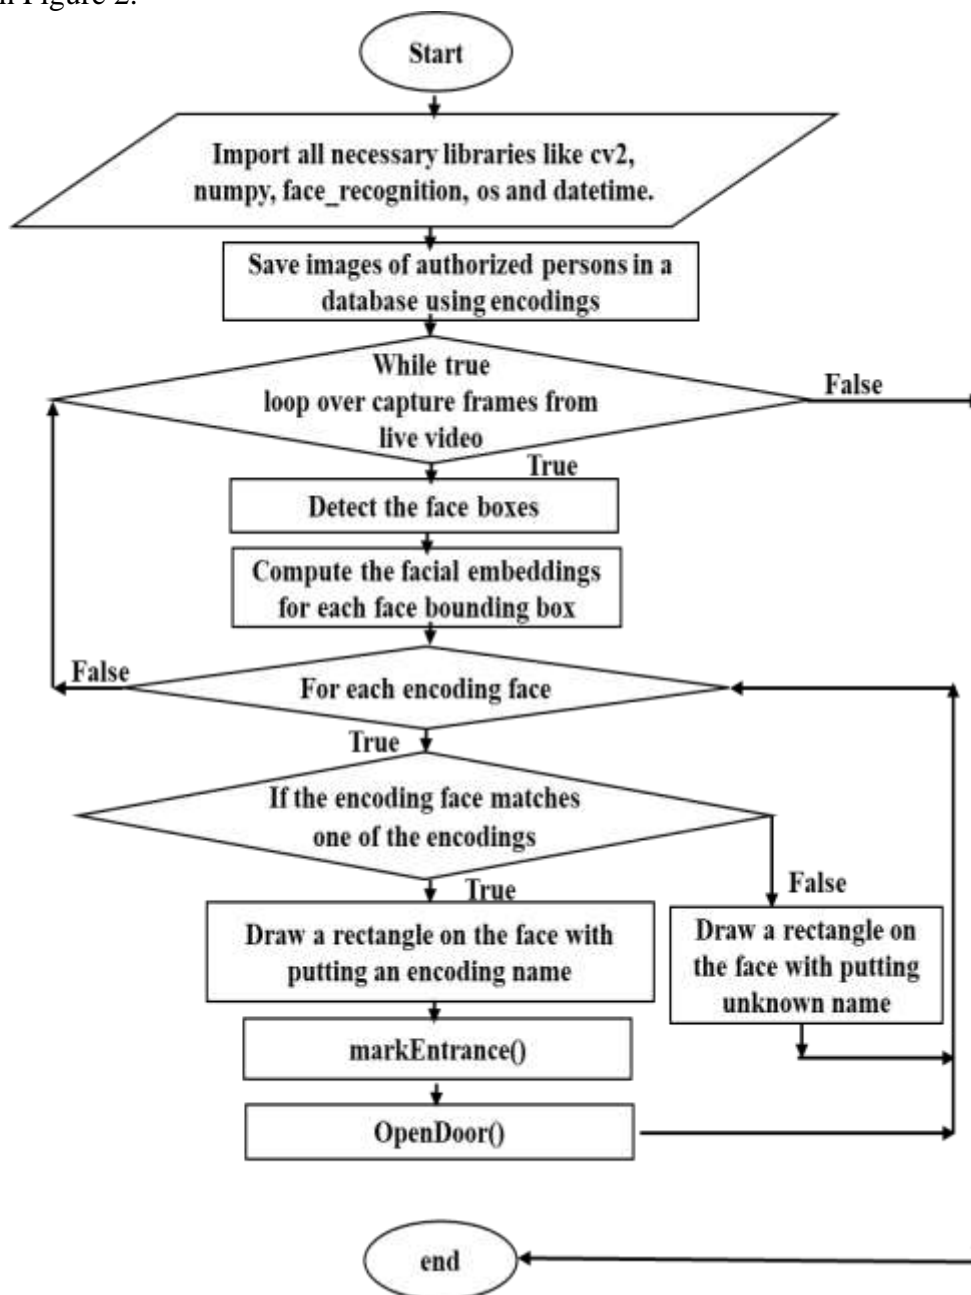 Figure 2.
Start
Import all necessary libraries like cv2,
numpy, face_recognition, os and datetime.
Save images of authorized persons in a
database using encodings
While true
loop over capture frames from
live video
False
True
Detect the face boxes
Compute the facial embeddings
for each face bounding box
False
For each encoding face
True
If the encoding face matches
one of the encodings
True
False
Draw a rectangle on the face with
putting an encoding name
Draw a rectangle on
the face with putting
unknown name
markEntrance()
OpenDoor()
end